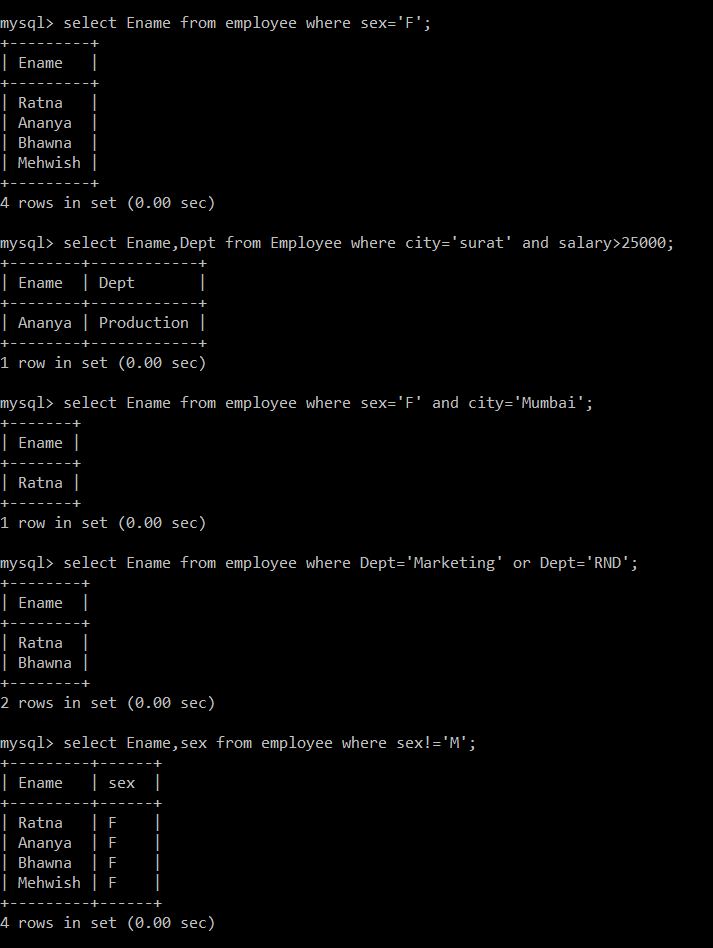 mysql> select Ename from employee where sex='F';
+---------+
| Ename   |
+---------+
| Ratna   |
| Ananya  |
| Bhawna  |
| Mehwish |
+---------+
4 rows in set (0.00 sec)

mysql> select Ename,Dept from Employee where city='surat' and salary>25000;
+--------+------------+
| Ename  | Dept       |
+--------+------------+
| Ananya | Production |
+--------+------------+
1 row in set (0.00 sec)

mysql> select Ename from employee where sex='F' and city='Mumbai';
+-------+
| Ename |
+-------+
| Ratna |
+-------+
1 row in set (0.00 sec)

mysql> select Ename from employee where Dept='Marketing' or Dept='RND';
+--------+
| Ename  |
+--------+
| Ratna  |
| Bhawna |
+--------+
2 rows in set (0.00 sec)

mysql> select Ename,sex from employee where sex!='M';
+---------+------+
| Ename   | sex  |
+---------+------+
| Ratna   | F    |
| Ananya  | F    |
| Bhawna  | F    |
| Mehwish | F    |
+---------+------+
4 rows in set (0.00 sec)